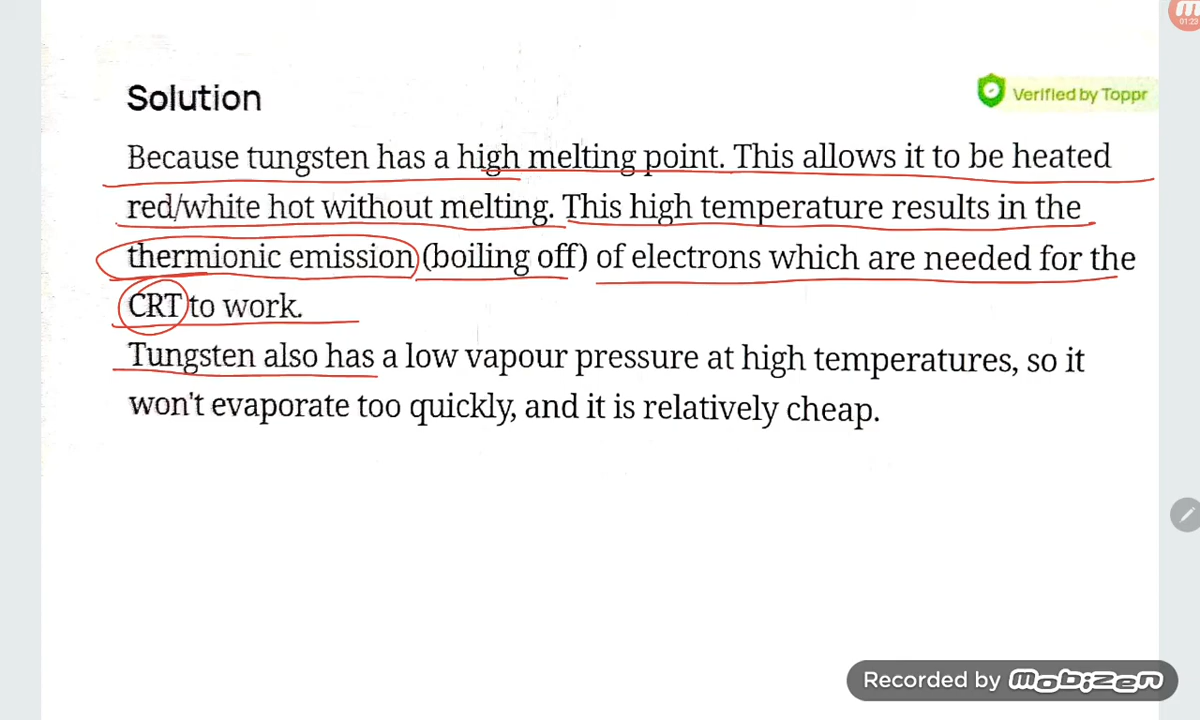 01:23
Solution
Verified by Toppr
Because tungsten has a high melting point. This allows it to be heated
red/white hot without melting. This high temperature results in the
thermionic emission (boiling off) of electrons which are needed for the
CRT to work.
Tungsten also has a low vapour pressure at high temperatures, so it
won't evaporate too quickly, and it is relatively cheap.
Recorded by mobizen